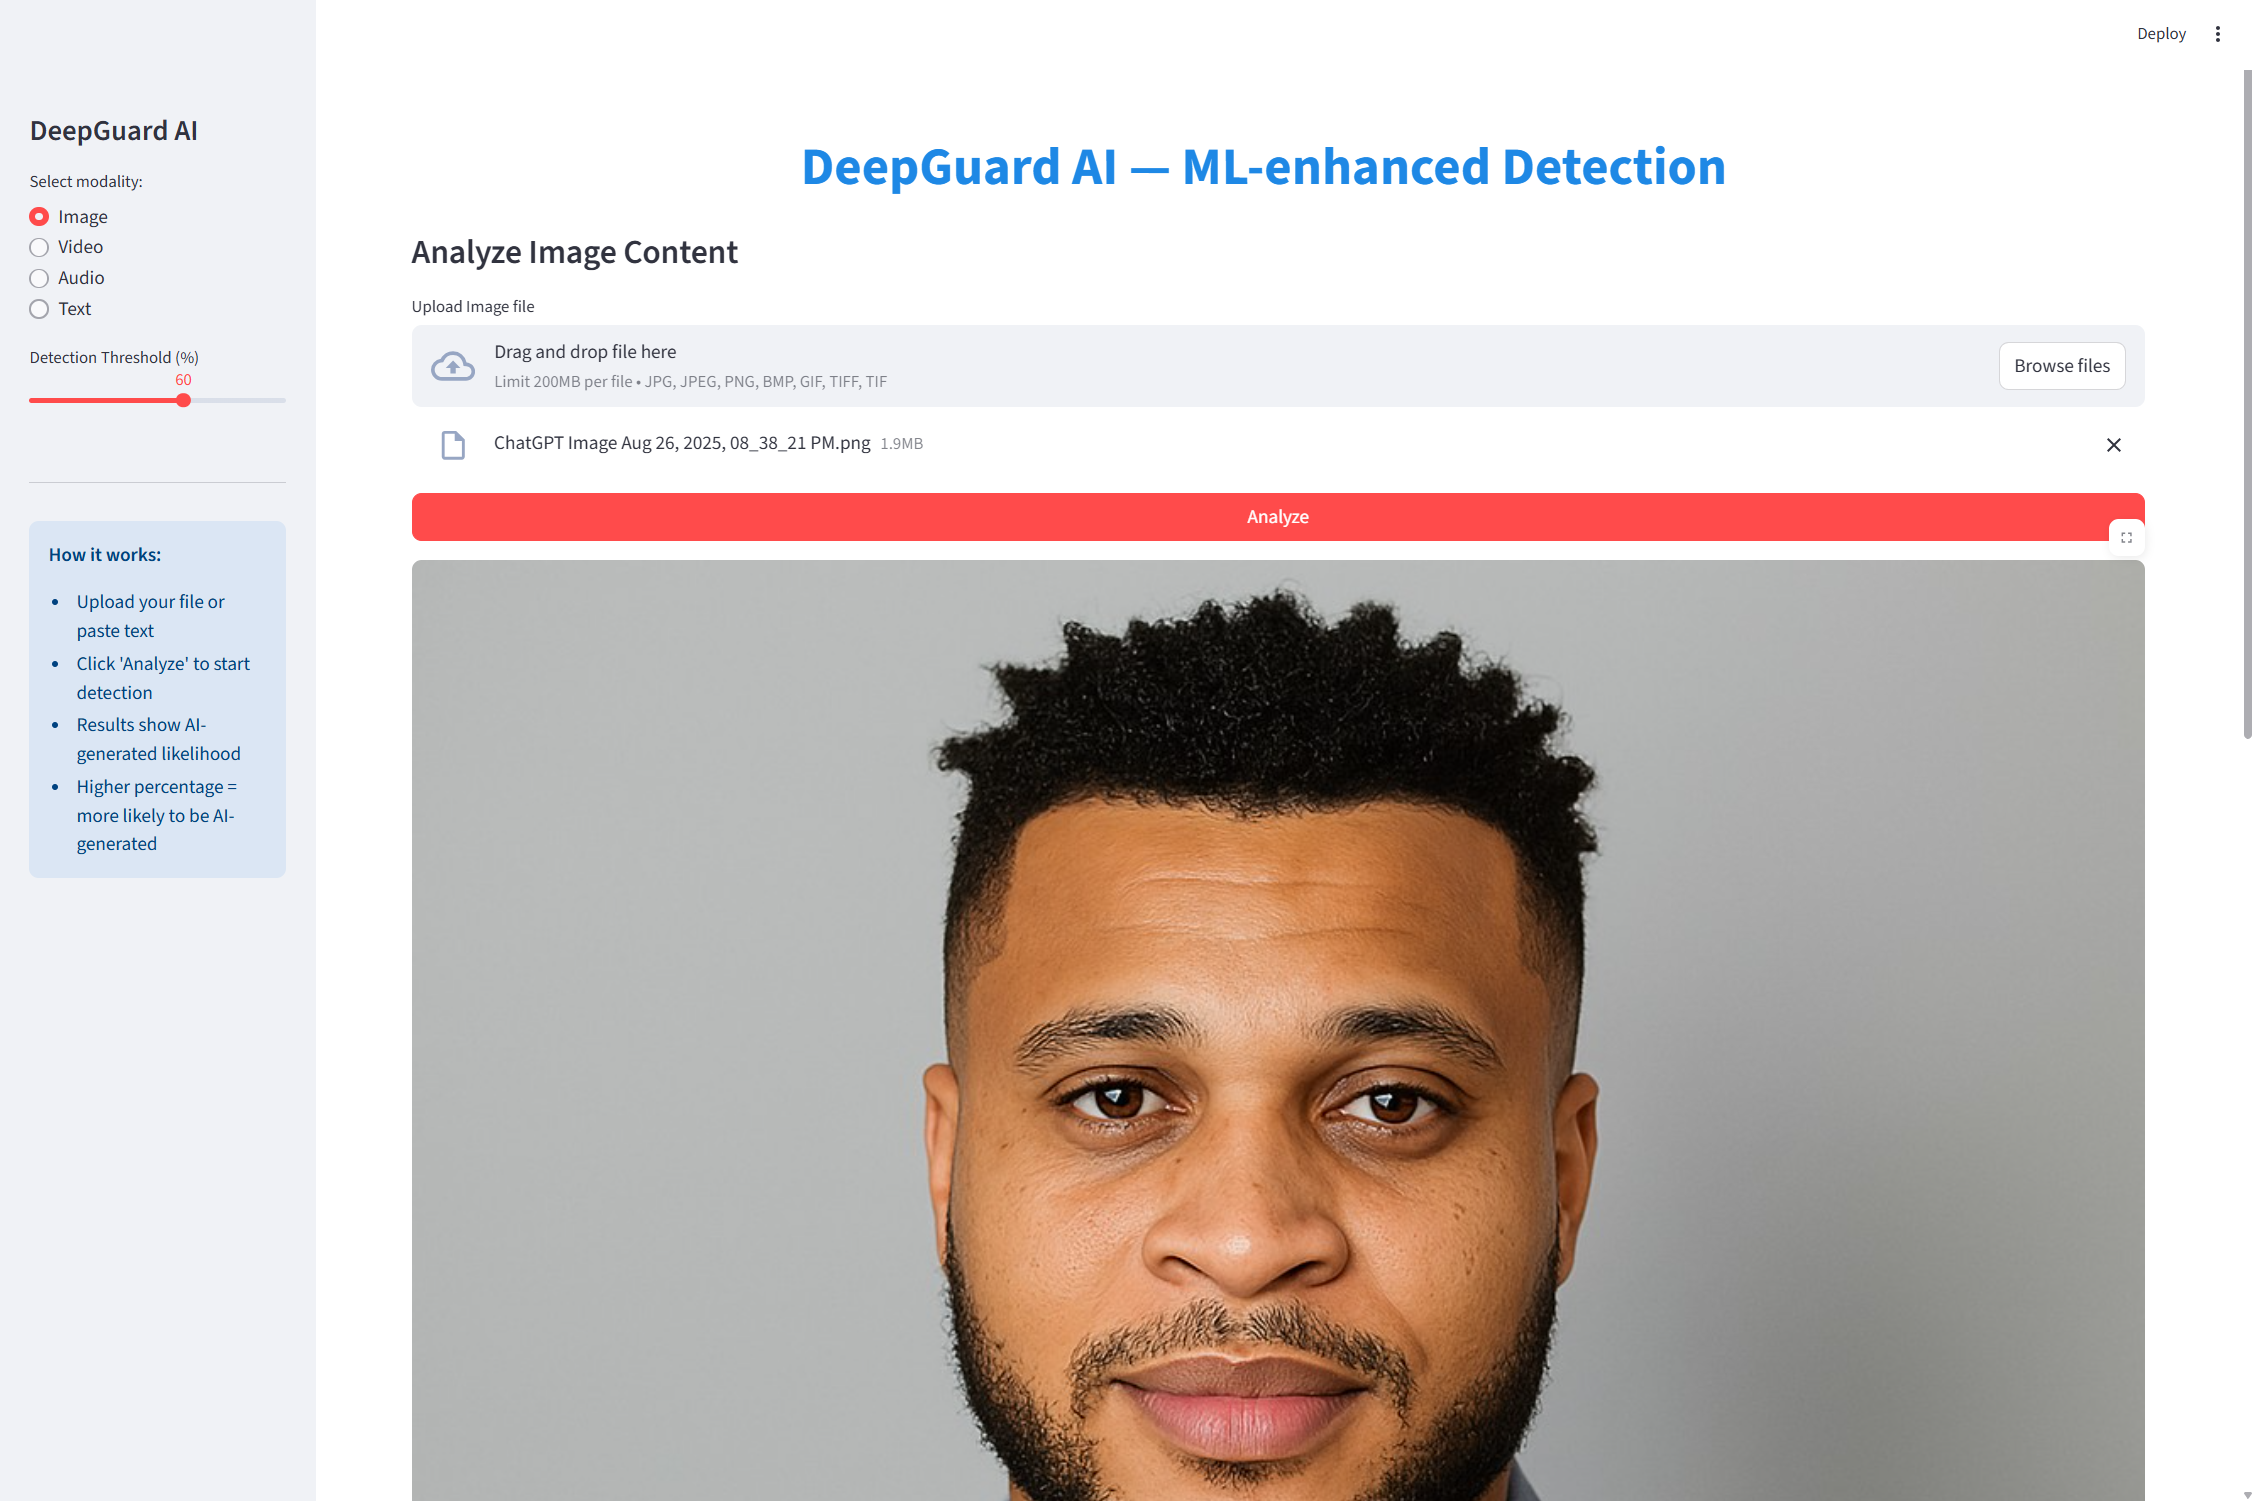 Deploy
DeepGuard AI
Select modality:
Image
Video
Audio
Text
Detection Threshold (%)
60
How it works:
Upload your file or
paste text
Click 'Analyze' to start
detection
Results show AI-
generated likelihood
Higher percentage =
more likely to be AI-
generated
DeepGuard AI — ML-enhanced Detection
Analyze Image Content
Upload Image file
Drag and drop file here
Limit 200MB per file • JPG, JPEG, PNG, BMP, GIF, TIFF, TIF
Browse files
ChatGPT Image Aug 26, 2025, 08_38_21 PM.png 1.9MB
Analyze